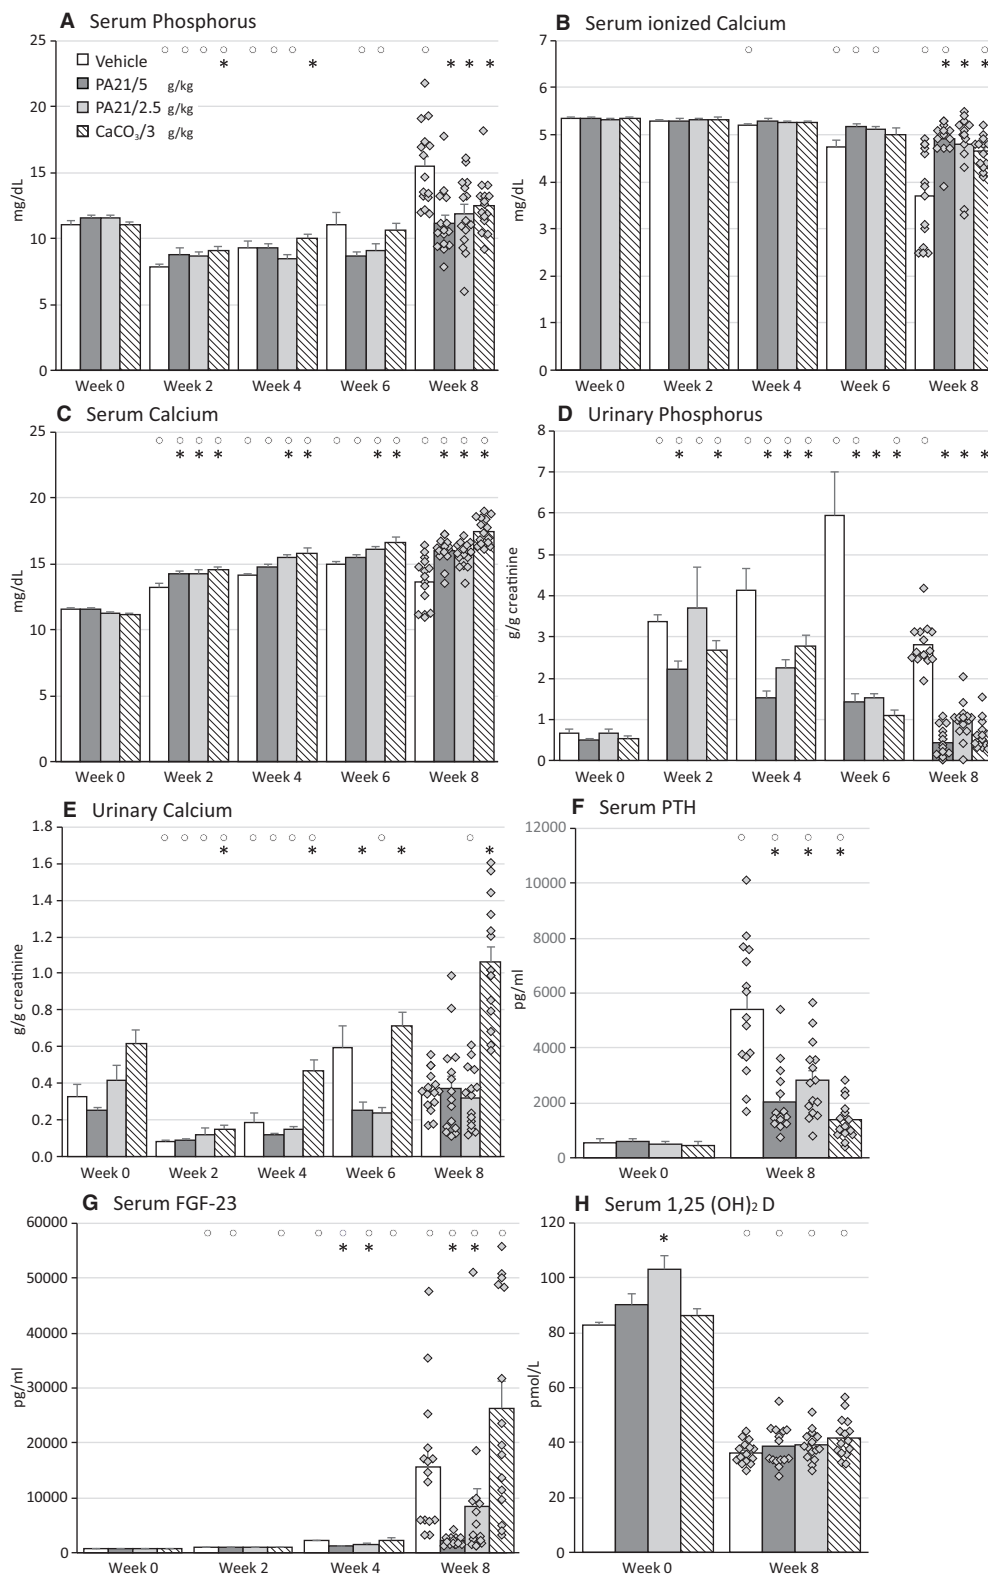 A Serum Phosphorus
25
20
15
10
5
0
mg/dL
Vehicle
PA21/5 g/kg
PA21/2.5 g/kg
CaCO₃/3 g/kg
* * * * *
Week 0 Week 2 Week 4 Week 6 Week 8
B Serum ionized Calcium
7
6
5
4
3
2
1
0
mg/dL
* * *
Week 0 Week 2 Week 4 Week 6 Week 8
C Serum Calcium
25
20
15
10
5
0
mg/dL
* * * * * * * * * *
Week 0 Week 2 Week 4 Week 6 Week 8
D Urinary Phosphorus
8
7
6
5
4
3
2
1
0
g/g creatinine
* * * * * * * * * * *
Week 0 Week 2 Week 4 Week 6 Week 8
E Urinary Calcium
1.8
1.6
1.4
1.2
1.0
0.8
0.6
0.4
0.2
0.0
g/g creatinine
* * * * *
Week 0 Week 2 Week 4 Week 6 Week 8
F Serum PTH
12000
10000
8000
6000
4000
2000
0
pg/ml
* * *
Week 0 Week 8
G Serum FGF-23
60000
50000
40000
30000
20000
10000
0
pg/ml
* * * *
Week 0 Week 2 Week 4 Week 6 Week 8
H Serum 1,25 (OH)₂ D
120
100
80
60
40
20
0
pmol/L
*
Week 0 Week 8